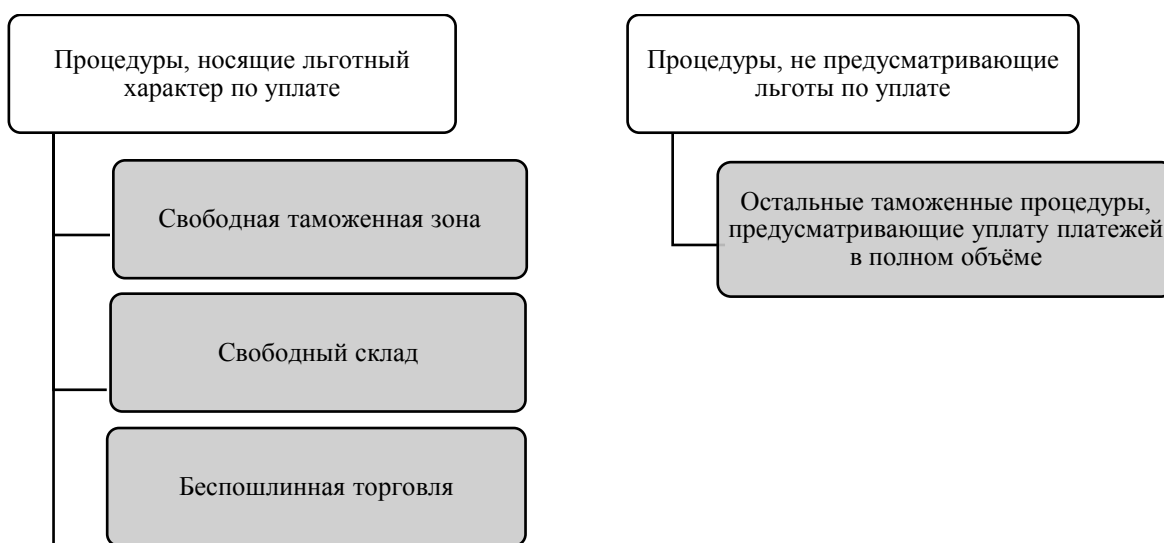 Процедуры, носящие льготный
характер по уплате
Свободная таможенная зона
Свободный склад
Беспошлинная торговля
Процедуры, не предусматривающие
льготы по уплате
Остальные таможенные процедуры,
предусматривающие уплату платежей
в полном объёме